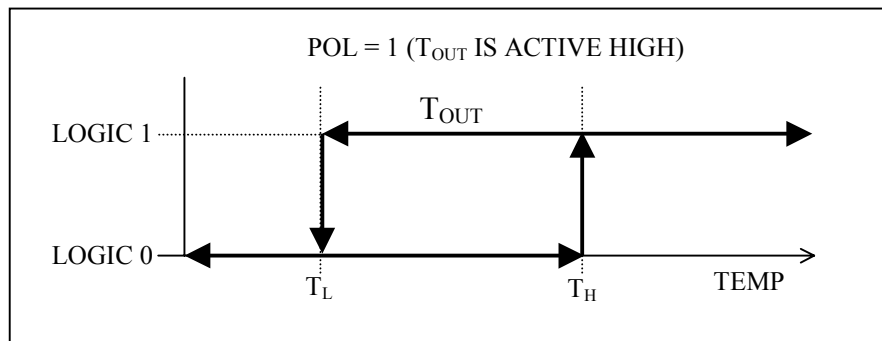 POL = 1 (TOUT IS ACTIVE HIGH)
TOUT
LOGIC 1
LOGIC 0
TL
TH
TEMP